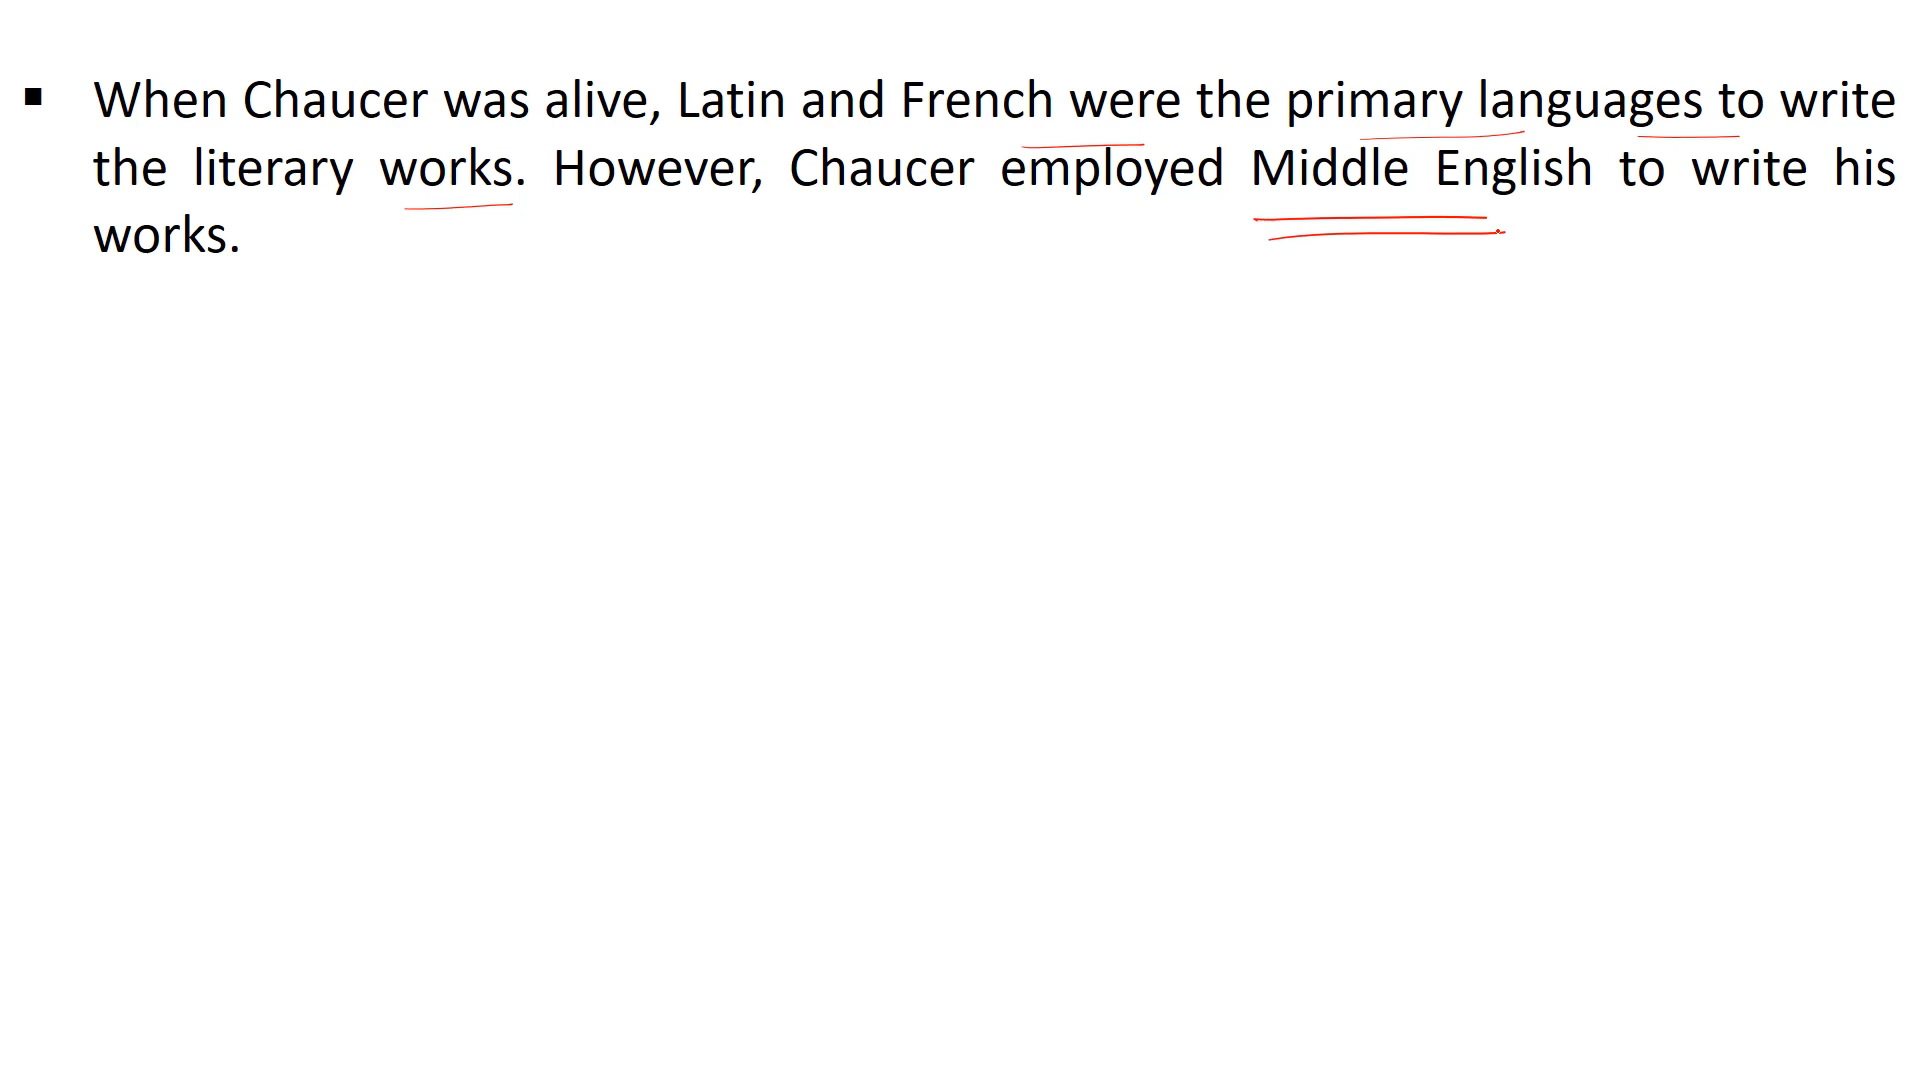 ▪ When Chaucer was alive, Latin and French were the primary languages to write
the literary works. However, Chaucer employed Middle English to write his
works.